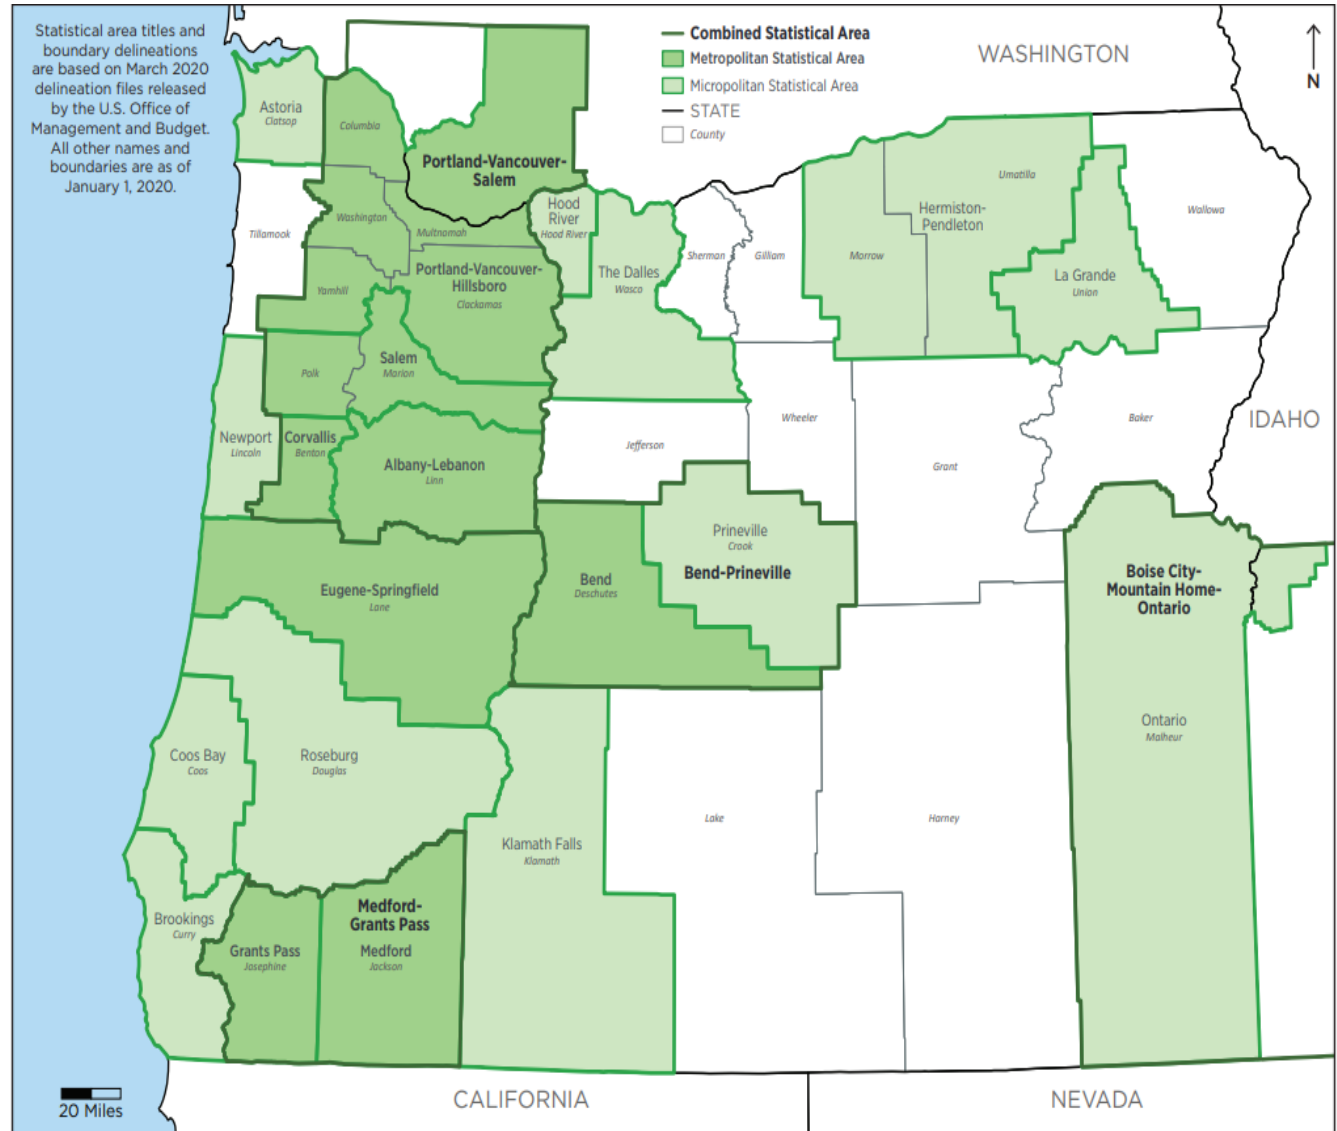 Statistical area titles and
boundary delineations
are based on March 2020
delineation files released
by the U.S. Office of
Management and Budget.
All other names and
boundaries are as of
January 1, 2020.
Combined Statistical Area
Metropolitan Statistical Area
Micropolitan Statistical Area
STATE
County
WASHINGTON
N
Astoria
Clatsop
Columbia
Portland-Vancouver-
Salem
Tillamook
Washington
Multnomah
Hood
River
Hood River
Portland-Vancouver-
Hillsboro
Clackamas
Yamhill
The Dalles
Wasco
Sherman
Gilliam
Morrow
Umatilla
Hermiston-
Pendleton
La Grande
Union
Wallowa
Polk
Salem
Marion
Newport
Lincoln
Corvallis
Benton
Albany-Lebanon
Linn
Jefferson
Wheeler
Grant
Baker
IDAHO
Prineville
Crook
Bend-Prineville
Bend
Deschutes
Eugene-Springfield
Lane
Boise City-
Mountain Home-
Ontario
Ontario
Malheur
Coos Bay
Coos
Roseburg
Douglas
Klamath Falls
Klamath
Lake
Harney
Brookings
Curry
Grants Pass
Josephine
Medford-
Grants Pass
Medford
Jackson
20 Miles
CALIFORNIA
NEVADA